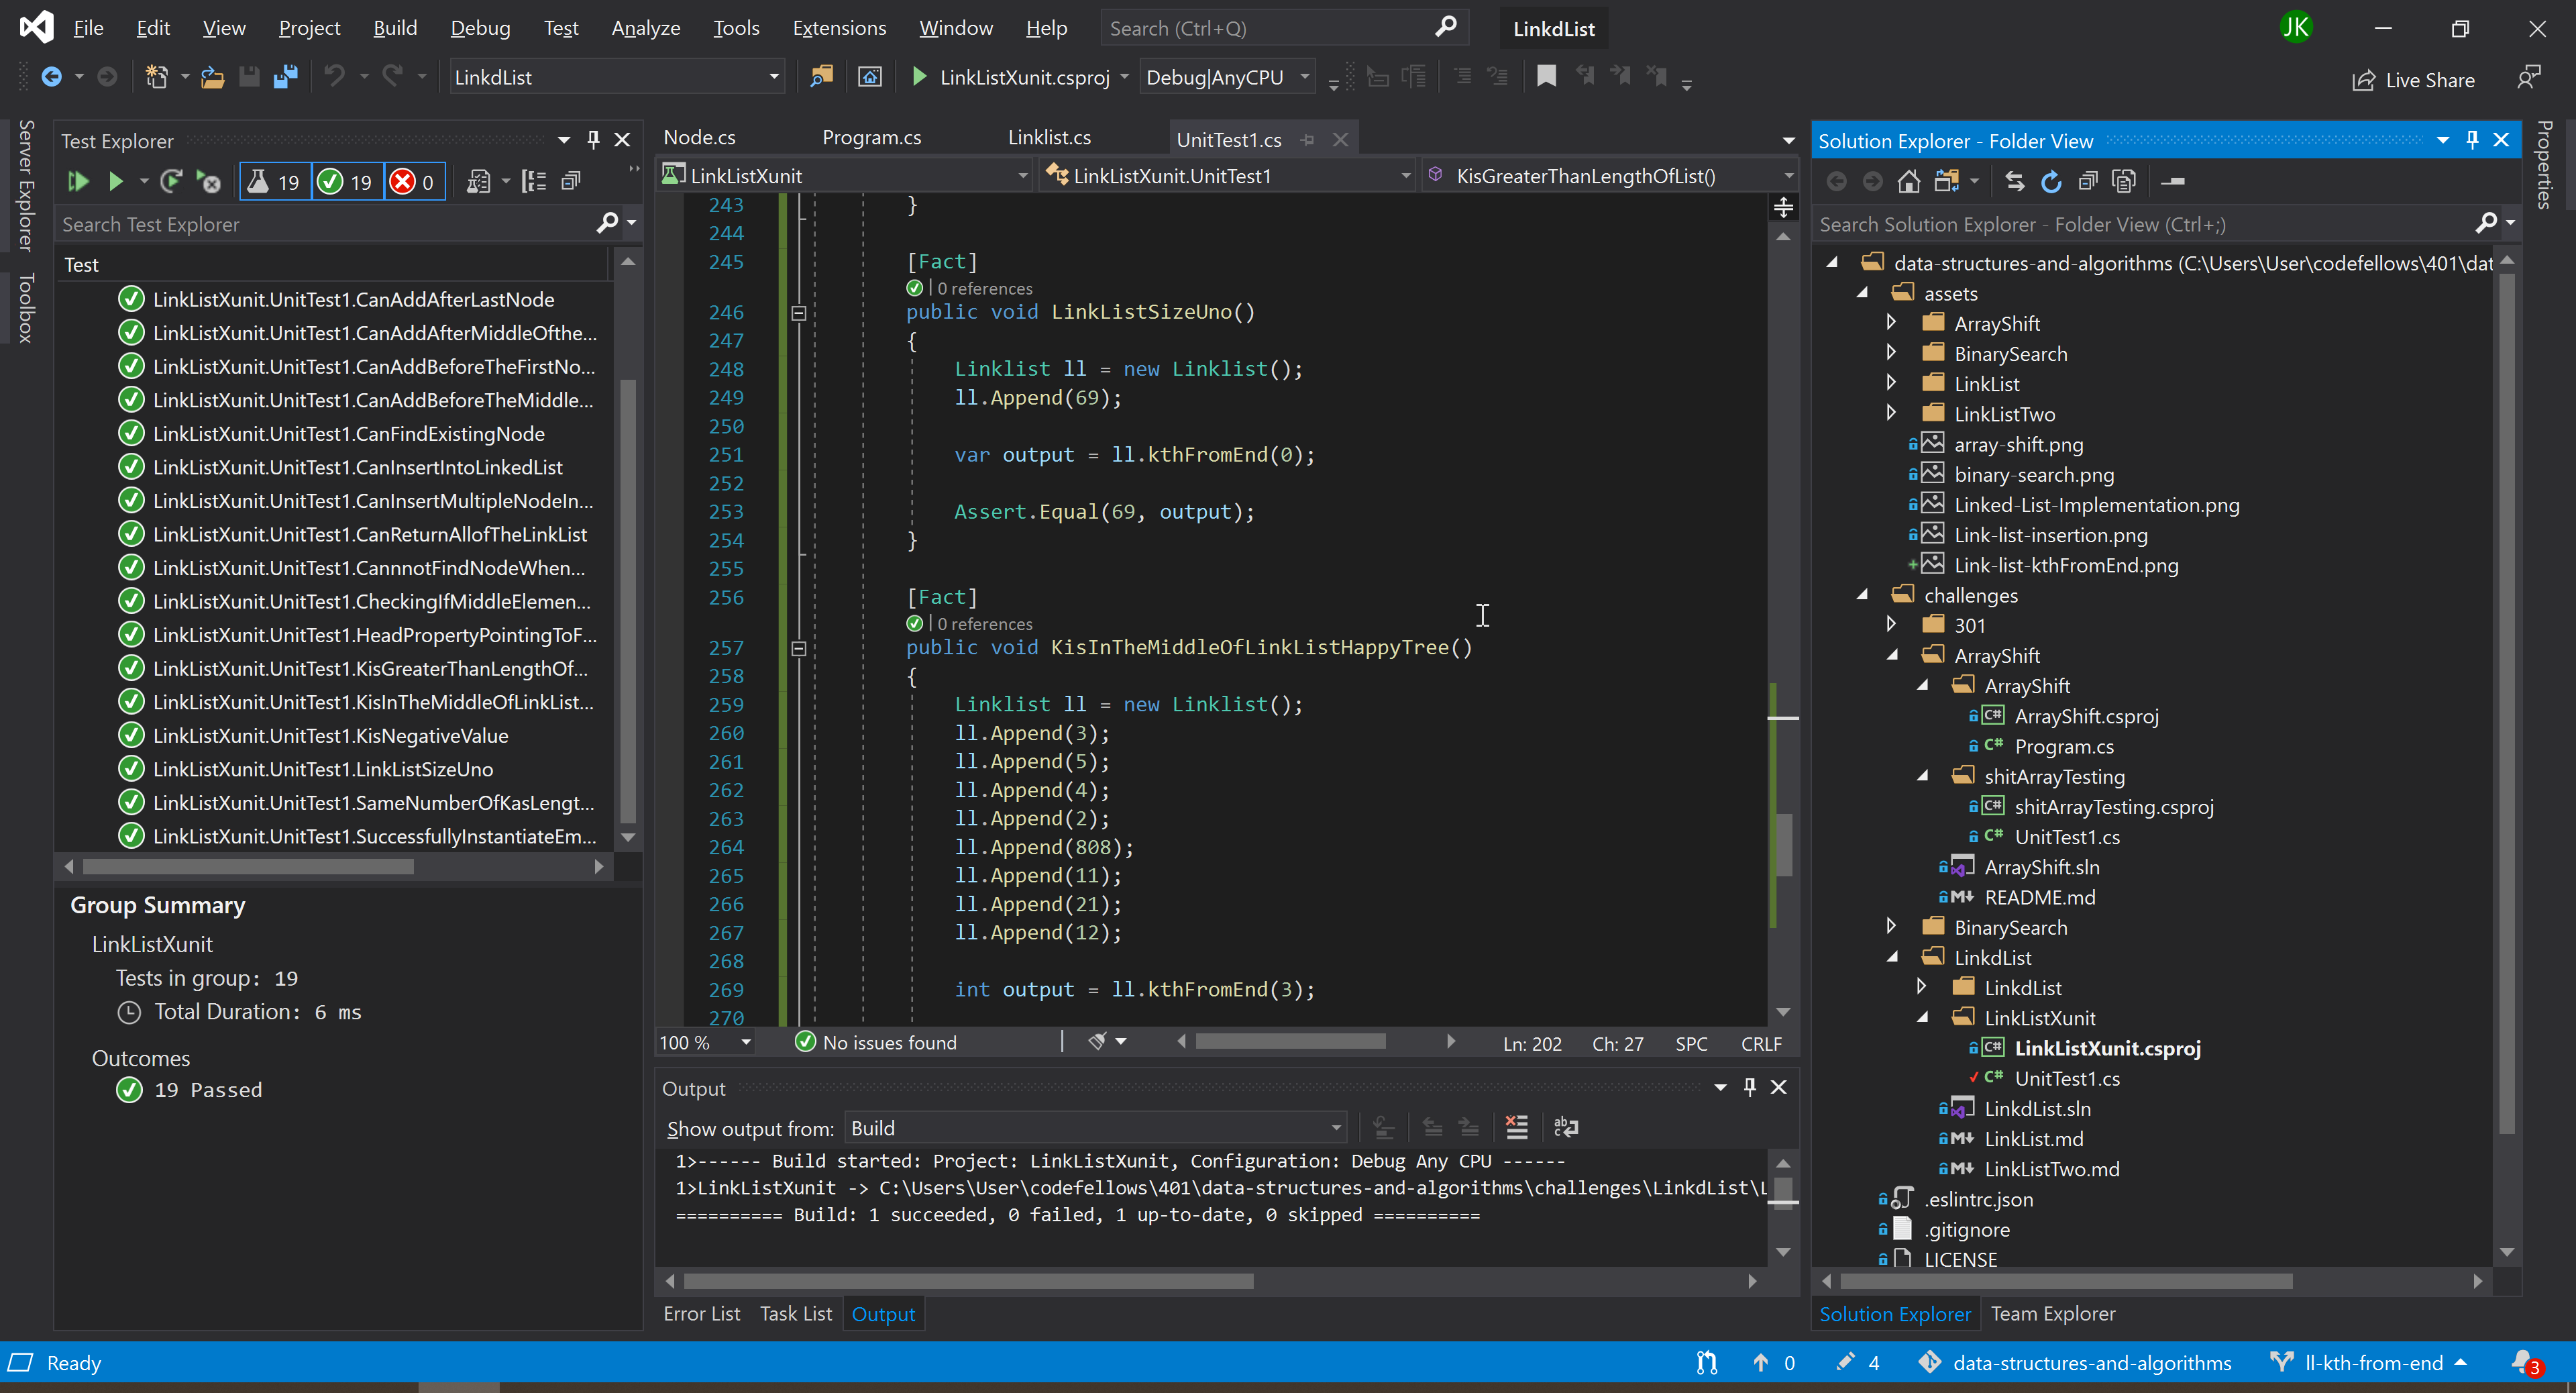 File Edit View Project Build Debug Test Analyze Tools Extensions Window Help Search (Ctrl+Q) LinkdList JK
LinkdList LinkListXunit.csproj Debug|AnyCPU Live Share
Server Explorer
Toolbox
Test Explorer
19 19 0
Search Test Explorer
Test
LinkListXunit.UnitTest1.CanAddAfterLastNode
LinkListXunit.UnitTest1.CanAddAfterMiddleOfthe...
LinkListXunit.UnitTest1.CanAddBeforeTheFirstNo...
LinkListXunit.UnitTest1.CanAddBeforeTheMiddle...
LinkListXunit.UnitTest1.CanFindExistingNode
LinkListXunit.UnitTest1.CanInsertIntoLinkedList
LinkListXunit.UnitTest1.CanInsertMultipleNodeIn...
LinkListXunit.UnitTest1.CanReturnAllofTheLinkList
LinkListXunit.UnitTest1.CannnotFindNodeWhen...
LinkListXunit.UnitTest1.CheckingIfMiddleElemen...
LinkListXunit.UnitTest1.HeadPropertyPointingToF...
LinkListXunit.UnitTest1.KisGreaterThanLengthOf...
LinkListXunit.UnitTest1.KisInTheMiddleOfLinkList...
LinkListXunit.UnitTest1.KisNegativeValue
LinkListXunit.UnitTest1.LinkListSizeUno
LinkListXunit.UnitTest1.SameNumberOfKasLengt...
LinkListXunit.UnitTest1.SuccessfullyInstantiateEm...
Group Summary
LinkListXunit
Tests in group: 19
Total Duration: 6 ms
Outcomes
19 Passed
Node.cs Program.cs Linklist.cs UnitTest1.cs
LinkListXunit LinkListXunit.UnitTest1 KisGreaterThanLengthOfList()
243 }
244
245 [Fact]
0 references
246 public void LinkListSizeUno()
247 {
248 Linklist ll = new Linklist();
249 ll.Append(69);
250
251 var output = ll.kthFromEnd(0);
252
253 Assert.Equal(69, output);
254 }
255
256 [Fact]
0 references
257 public void KisInTheMiddleOfLinkListHappyTree()
258 {
259 Linklist ll = new Linklist();
260 ll.Append(3);
261 ll.Append(5);
262 ll.Append(4);
263 ll.Append(2);
264 ll.Append(808);
265 ll.Append(11);
266 ll.Append(21);
267 ll.Append(12);
268
269 int output = ll.kthFromEnd(3);
270
100 % No issues found Ln: 202 Ch: 27 SPC CRLF
Output
Show output from: Build
1>------ Build started: Project: LinkListXunit, Configuration: Debug Any CPU ------
1>LinkListXunit -> C:\Users\User\codefellows\401\data-structures-and-algorithms\challenges\LinkdList\L
========== Build: 1 succeeded, 0 failed, 1 up-to-date, 0 skipped ==========
Error List Task List Output
Solution Explorer - Folder View
Search Solution Explorer - Folder View (Ctrl+;)
data-structures-and-algorithms (C:\Users\User\codefellows\401\dat
assets
ArrayShift
BinarySearch
LinkList
LinkListTwo
array-shift.png
binary-search.png
Linked-List-Implementation.png
Link-list-insertion.png
Link-list-kthFromEnd.png
challenges
301
ArrayShift
ArrayShift
C# ArrayShift.csproj
C# Program.cs
shitArrayTesting
C# shitArrayTesting.csproj
C# UnitTest1.cs
ArrayShift.sln
README.md
BinarySearch
LinkdList
LinkdList
LinkListXunit
C# LinkListXunit.csproj
C# UnitTest1.cs
LinkdList.sln
LinkList.md
LinkListTwo.md
.eslintrc.json
.gitignore
LICENSE
Solution Explorer Team Explorer
Properties
Ready 0 4 data-structures-and-algorithms ll-kth-from-end 3